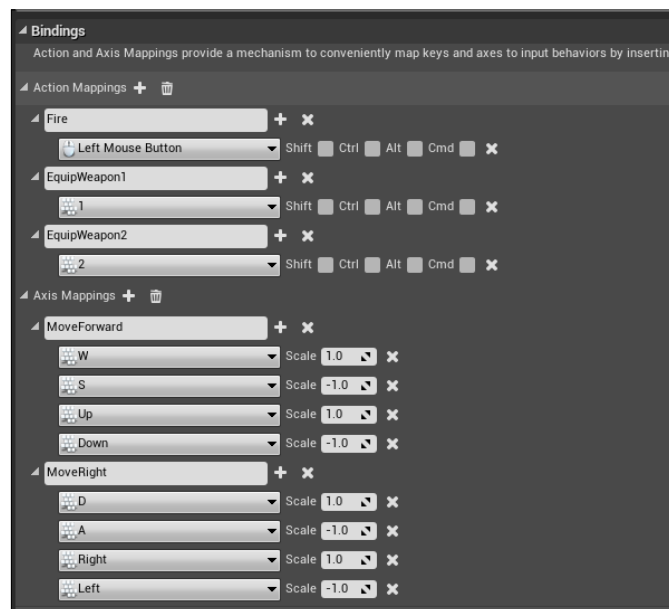 Bindings
Action and Axis Mappings provide a mechanism to conveniently map keys and axes to input behaviors by insertin
Action Mappings
Fire
Left Mouse Button Shift Ctrl Alt Cmd
EquipWeapon1
1 Shift Ctrl Alt Cmd
EquipWeapon2
2 Shift Ctrl Alt Cmd
Axis Mappings
MoveForward
W Scale 1.0
S Scale -1.0
Up Scale 1.0
Down Scale -1.0
MoveRight
D Scale 1.0
A Scale -1.0
Right Scale 1.0
Left Scale -1.0